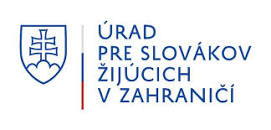 ÚRAD
PRE SLOVÁKOV
ŽIJÚCICH
V ZAHRANIČÍ